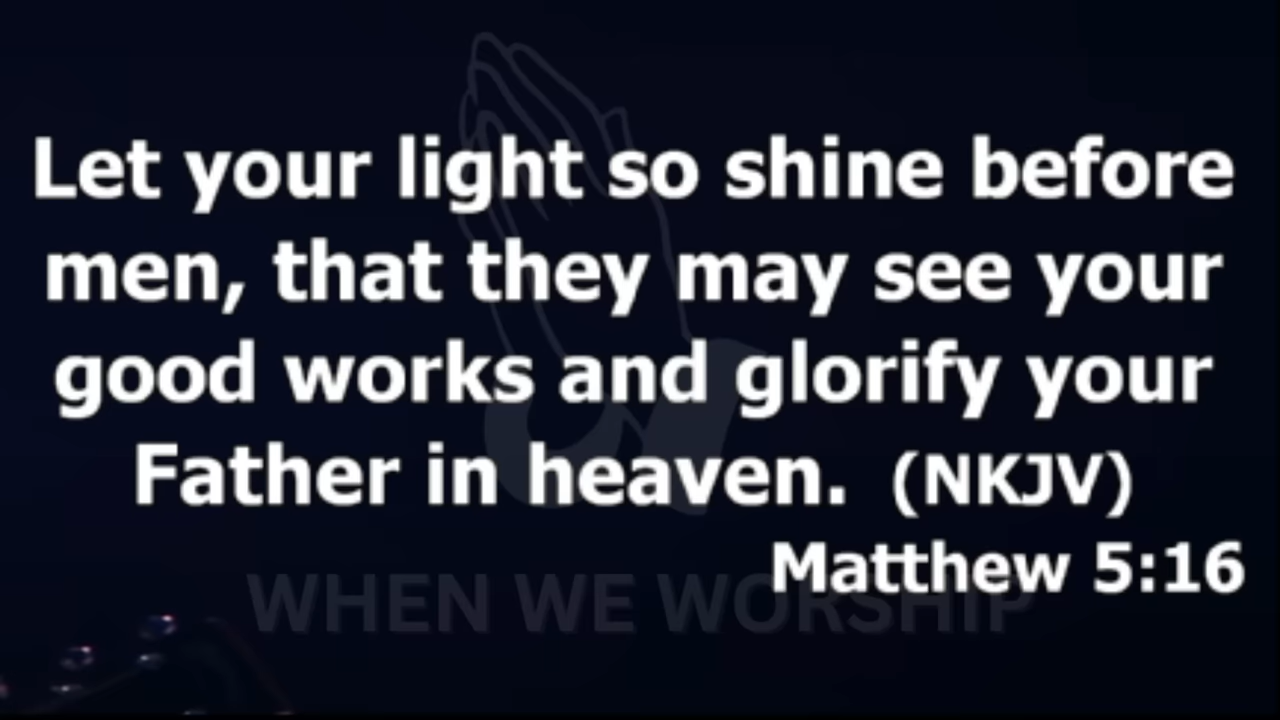 Let your light so shine before
men, that they may see your
good works and glorify your
Father in heaven. (NKJV)
Matthew 5:16
WHEN WE WORSHIP